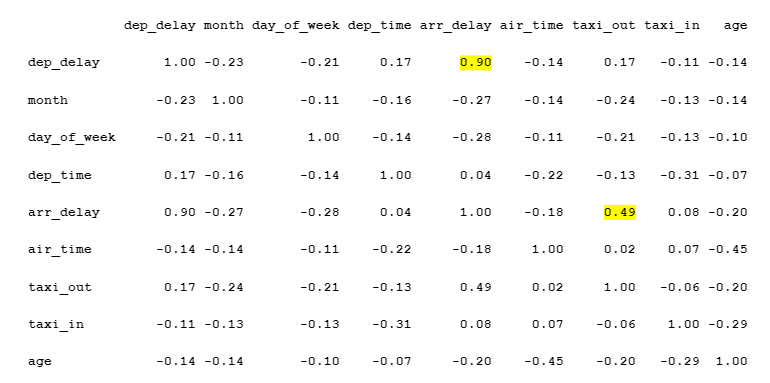 dep_delay month day_of_week dep_time arr_delay air_time taxi_out taxi_in age
dep_delay 1.00 -0.23 -0.21 0.17 0.90 -0.14 0.17 -0.11 -0.14
month -0.23 1.00 -0.11 -0.16 -0.27 -0.14 -0.24 -0.13 -0.14
day_of_week -0.21 -0.11 1.00 -0.14 -0.28 -0.11 -0.21 -0.13 -0.10
dep_time 0.17 -0.16 -0.14 1.00 0.04 -0.22 -0.13 -0.31 -0.07
arr_delay 0.90 -0.27 -0.28 0.04 1.00 -0.18 0.49 0.08 -0.20
air_time -0.14 -0.14 -0.11 -0.22 -0.18 1.00 0.02 0.07 -0.45
taxi_out 0.17 -0.24 -0.21 -0.13 0.49 0.02 1.00 -0.06 -0.20
taxi_in -0.11 -0.13 -0.13 -0.31 0.08 0.07 -0.06 1.00 -0.29
age -0.14 -0.14 -0.10 -0.07 -0.20 -0.45 -0.20 -0.29 1.00